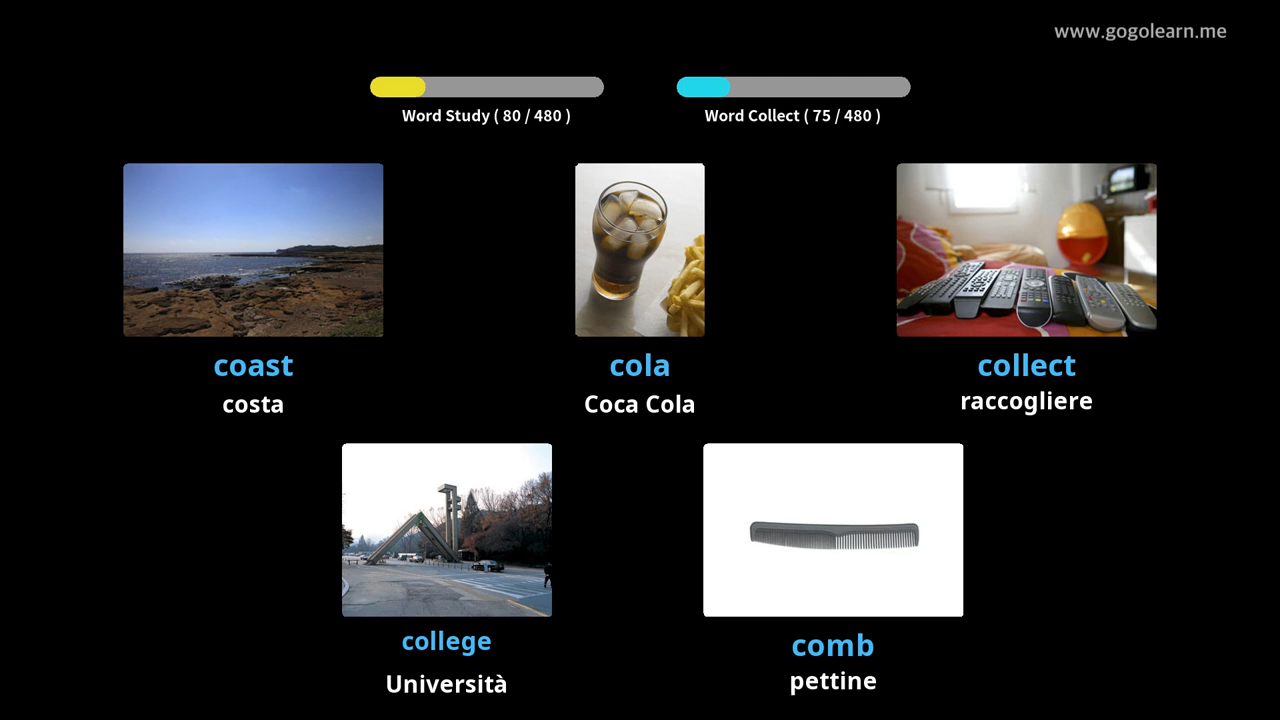 www.gogolearn.me
Word Study ( 80 / 480 )
Word Collect ( 75 / 480 )
coast
costa
cola
Coca Cola
collect
raccogliere
college
Università
comb
pettine